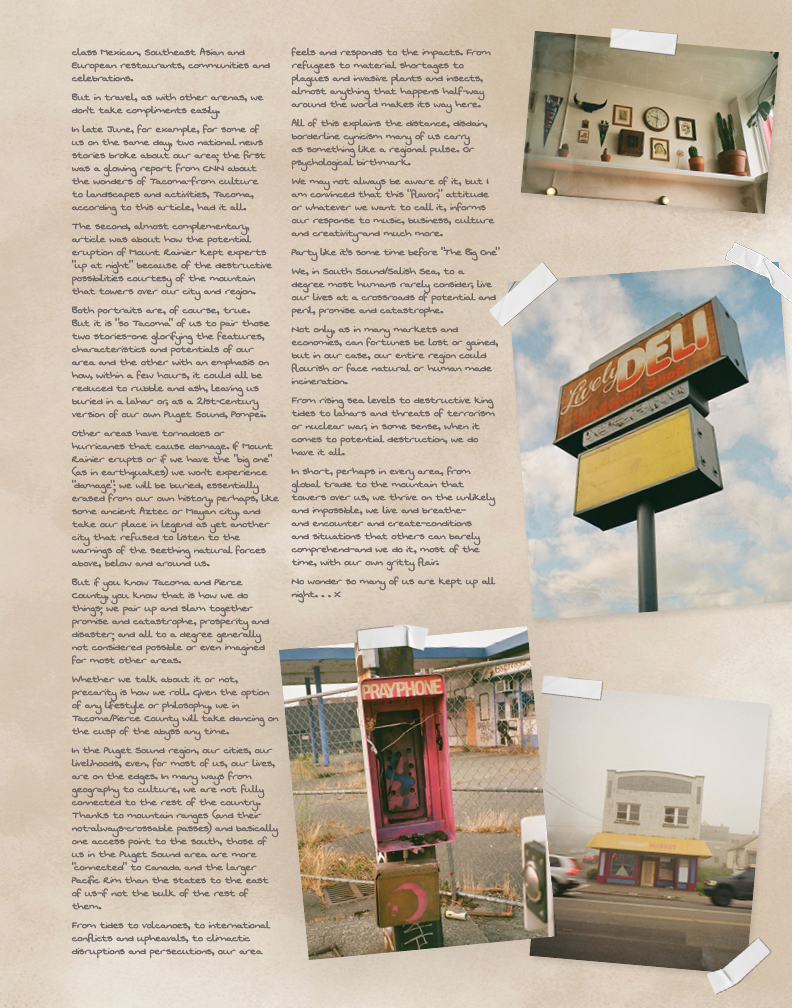 class Mexican, Southeast Asian and
European restaurants, communities and
celebrations.
But in travel, as with other arenas, we
don't take compliments easily.
In late June, for example, for some of
us on the same day, two national news
stories broke about our area; the first
was a glowing report from CNN about
the wonders of Tacoma-from culture
to landscapes and activities, Tacoma,
according to this article, had it all.
The second, almost complementary,
article was about how the potential
eruption of Mount Rainier kept experts
"up at night" because of the destructive
possibilities courtesy of the mountain
that towers over our city and region.
Both portraits are, of course, true.
But it is "so Tacoma" of us to pair those
two stories-one glorifying the features,
characteristics and potentials of our
area and the other with an emphasis on
how, within a few hours, it could all be
reduced to rubble and ash, leaving us
buried in a lahar or, as a 21st-Century
version of our own Puget Sound, Pompeii.
Other areas have tornadoes or
hurricanes that cause damage. If Mount
Rainier erupts or if we have the "big one"
(as in earthquakes) we won't experience
"damage"; we will be buried, essentially
erased from our own history, perhaps, like
some ancient Aztec or Mayan city, and
take our place in legend as yet another
city that refused to listen to the
warnings of the seething natural forces
above, below and around us.
But if you know Tacoma and Pierce
County, you know that is how we do
things; we pair up and slam together
promise and catastrophe, prosperity and
disaster; and all to a degree generally
not considered possible or even imagined
for most other areas.
Whether we talk about it or not,
precarity is how we roll. Given the option
of any lifestyle or philosophy, we in
Tacoma/Pierce County will take dancing on
the cusp of the abyss any time.
In the Puget Sound region, our cities, our
livelihoods, even, for most of us, our lives,
are on the edges. In many ways from
geography to culture, we are not fully
connected to the rest of the country.
Thanks to mountain ranges (and their
not-always-crossable passes) and basically
one access point to the south, those of
us in the Puget Sound area are more
"connected" to Canada and the larger
Pacific Rim than the states to the east
of us-if not the bulk of the rest of
them.
From tides to volcanoes, to international
conflicts and upheavals, to climactic
disruptions and persecutions, our area
feels and responds to the impacts. From
refugees to material shortages to
plagues and invasive plants and insects,
almost anything that happens half-way
around the world makes its way here.
All of this explains the distance, disdain,
borderline cynicism many of us carry
as something like a regional pulse. Or
psychological birthmark.
We may not always be aware of it, but I
am convinced that this "flavor," attitude
or whatever we want to call it, informs
our response to music, business, culture
and creativity-and much more.
Party like it's some time before "The Big One"
We, in South Sound/Salish Sea, to a
degree most humans rarely consider, live
our lives at a crossroads of potential and
peril, promise and catastrophe.
Not only, as in many markets and
economies, can fortunes be lost or gained,
but in our case, our entire region could
flourish or face natural or human made
incineration.
From rising sea levels to destructive King
tides to lahars and threats of terrorism
or nuclear war, in some sense, when it
comes to potential destruction, we do
have it all.
In short, perhaps in every area, from
global trade to the mountain that
towers over us, we thrive on the unlikely
and impossible, we live and breathe-
and encounter and create-conditions
and situations that others can barely
comprehend-and we do it, most of the
time, with our own gritty flair.
No wonder so many of us are kept up all
night. . . X
Lively DELI
Sandwich Shop
PRAYPHONE